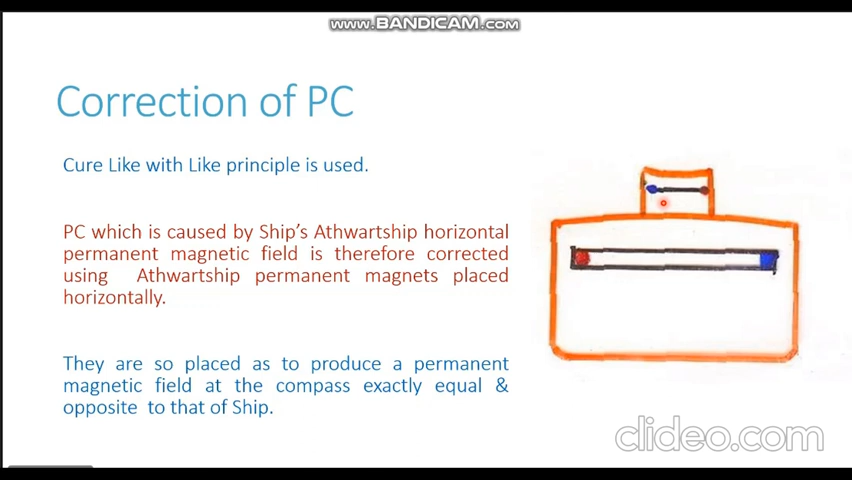 WWW.BANDICAM.COM
Correction of PC
Cure Like with Like principle is used.
PC which is caused by Ship's Athwartship horizontal
permanent magnetic field is therefore corrected
using Athwartship permanent magnets placed
horizontally.
They are so placed as to produce a permanent
magnetic field at the compass exactly equal &
opposite to that of Ship.
clideo.com